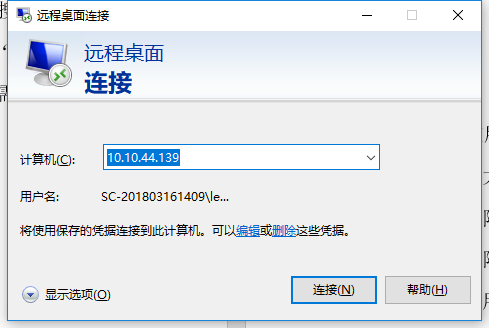 远程桌面连接
远程桌面
连接
计算机(C):
10.10.44.139
用户名:
SC-201803161409\le...
将使用保存的凭据连接到此计算机。可以编辑或删除这些凭据。
显示选项(O)
连接(N)
帮助(H)